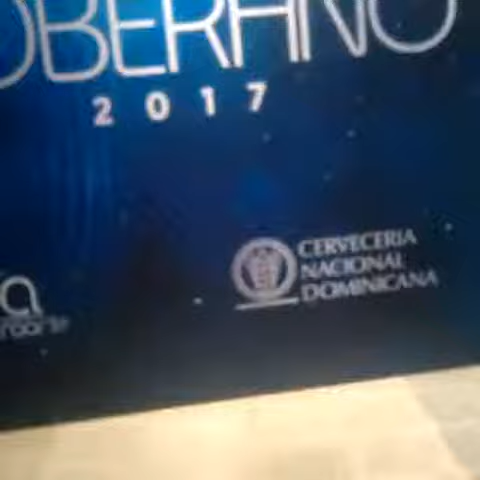 OBERANO
2017
CERVECERIA
NACIONAL
DOMINICANA
a